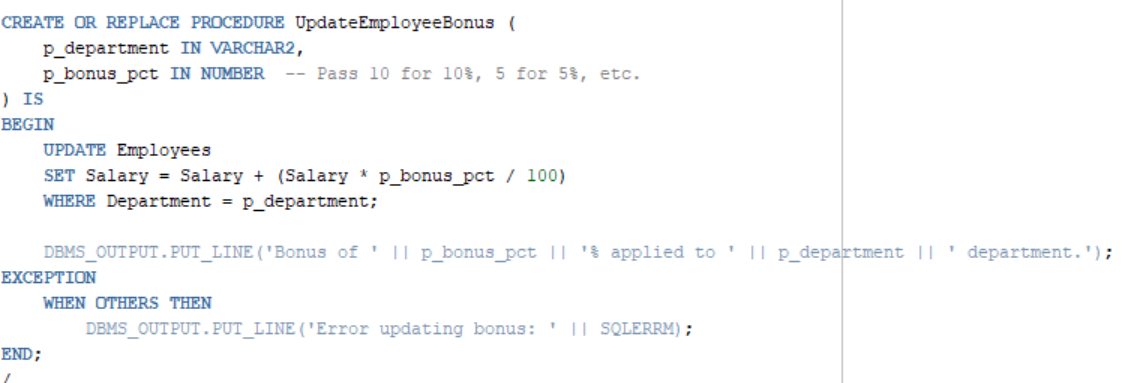 CREATE OR REPLACE PROCEDURE UpdateEmployeeBonus (
    p_department IN VARCHAR2,
    p_bonus_pct IN NUMBER  -- Pass 10 for 10%, 5 for 5%, etc.
) IS
BEGIN
    UPDATE Employees
    SET Salary = Salary + (Salary * p_bonus_pct / 100)
    WHERE Department = p_department;

    DBMS_OUTPUT.PUT_LINE('Bonus of ' || p_bonus_pct || '% applied to ' || p_department || ' department.');
EXCEPTION
    WHEN OTHERS THEN
        DBMS_OUTPUT.PUT_LINE('Error updating bonus: ' || SQLERRM);
END;
/